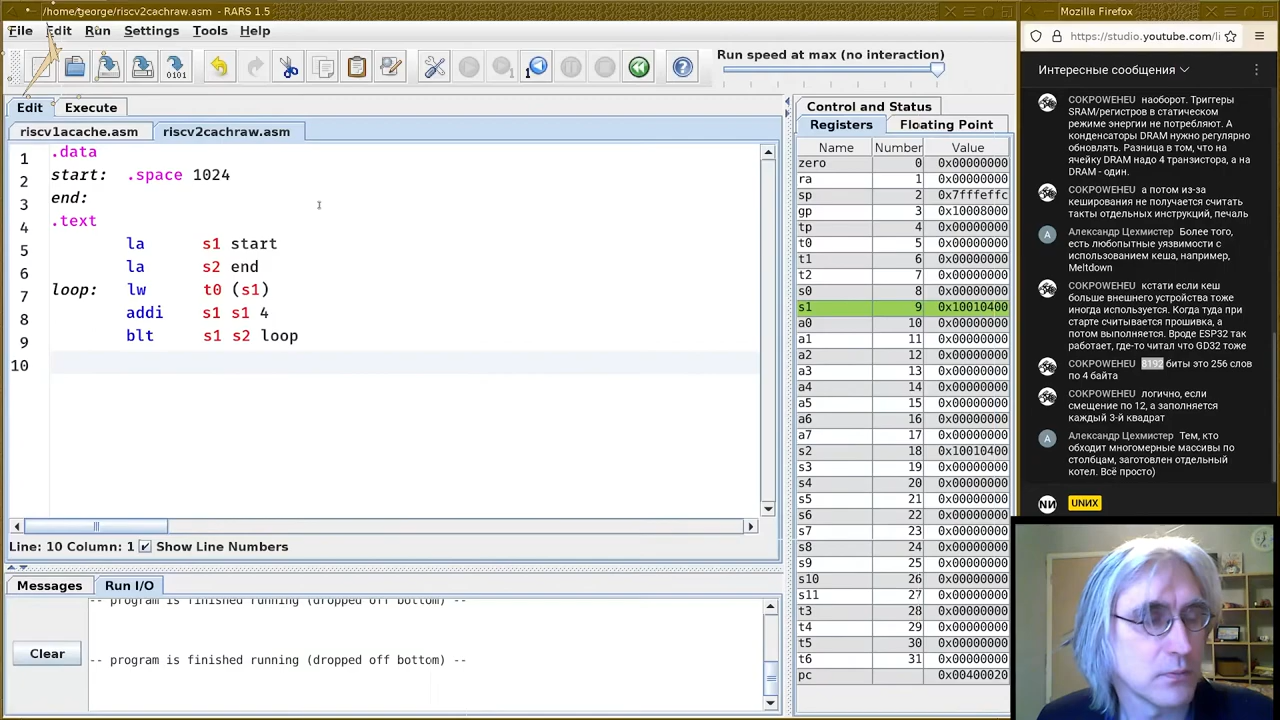 /home/george/riscv2cachraw.asm - RARS 1.5
File Edit Run Settings Tools Help
Run speed at max (no interaction)
Edit Execute
riscv1acache.asm riscv2cachraw.asm
1 .data
2 start: .space 1024
3 end:
4 .text
5 la s1 start
6 la s2 end
7 loop: lw t0 (s1)
8 addi s1 s1 4
9 blt s1 s2 loop
10
Line: 10 Column: 1 Show Line Numbers
Messages Run I/O
-- program is finished running (dropped off bottom) --
-- program is finished running (dropped off bottom) --
Clear
Control and Status
Registers Floating Point
Name Number Value
zero 0 0x00000000
ra 1 0x00000000
sp 2 0x7fffeffc
gp 3 0x10008000
tp 4 0x00000000
t0 5 0x00000000
t1 6 0x00000000
t2 7 0x00000000
s0 8 0x00000000
s1 9 0x10010400
a0 10 0x00000000
a1 11 0x00000000
a2 12 0x00000000
a3 13 0x00000000
a4 14 0x00000000
a5 15 0x00000000
a6 16 0x00000000
a7 17 0x00000000
s2 18 0x10010400
s3 19 0x00000000
s4 20 0x00000000
s5 21 0x00000000
s6 22 0x00000000
s7 23 0x00000000
s8 24 0x00000000
s9 25 0x00000000
s10 26 0x00000000
s11 27 0x00000000
t3 28 0x00000000
t4 29 0x00000000
t5 30 0x00000000
t6 31 0x00000000
pc 0x00400020
Mozilla Firefox
https://studio.youtube.com/li
Интересные сообщения
COKPOWEHEU наоборот. Триггеры
SRAM/регистров в статическом
режиме энергии не потребляют. А
конденсаторы DRAM нужно регулярно
обновлять. Разница в том, что на
ячейку DRAM надо 4 транзистора, а на
DRAM - один.
COKPOWEHEU а потом из-за
кеширования не получается считать
такты отдельных инструкций, печаль
Александр Цехмистер Более того,
есть любопытные уязвимости с
использованием кеша, например,
Meltdown
COKPOWEHEU кстати если кеш
больше внешнего устройства тоже
иногда используется. Когда туда при
старте считывается прошивка, а
потом выполняется. Вроде ESP32 так
работает, где-то читал что GD32 тоже
COKPOWEHEU 8192 биты это 256 слов
по 4 байта
COKPOWEHEU логично, если
смещение по 12, а заполняется
каждый 3-й квадрат
Александр Цехмистер Тем, кто
обходит многомерные массивы по
столбцам, заготовлен отдельный
котел. Всё просто)
UNИX